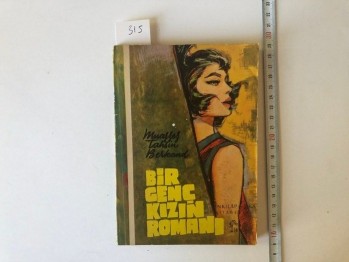 315
Muazzez
Tahsin
Berkand
BİR
GENÇ
KIZIN
ROMANI